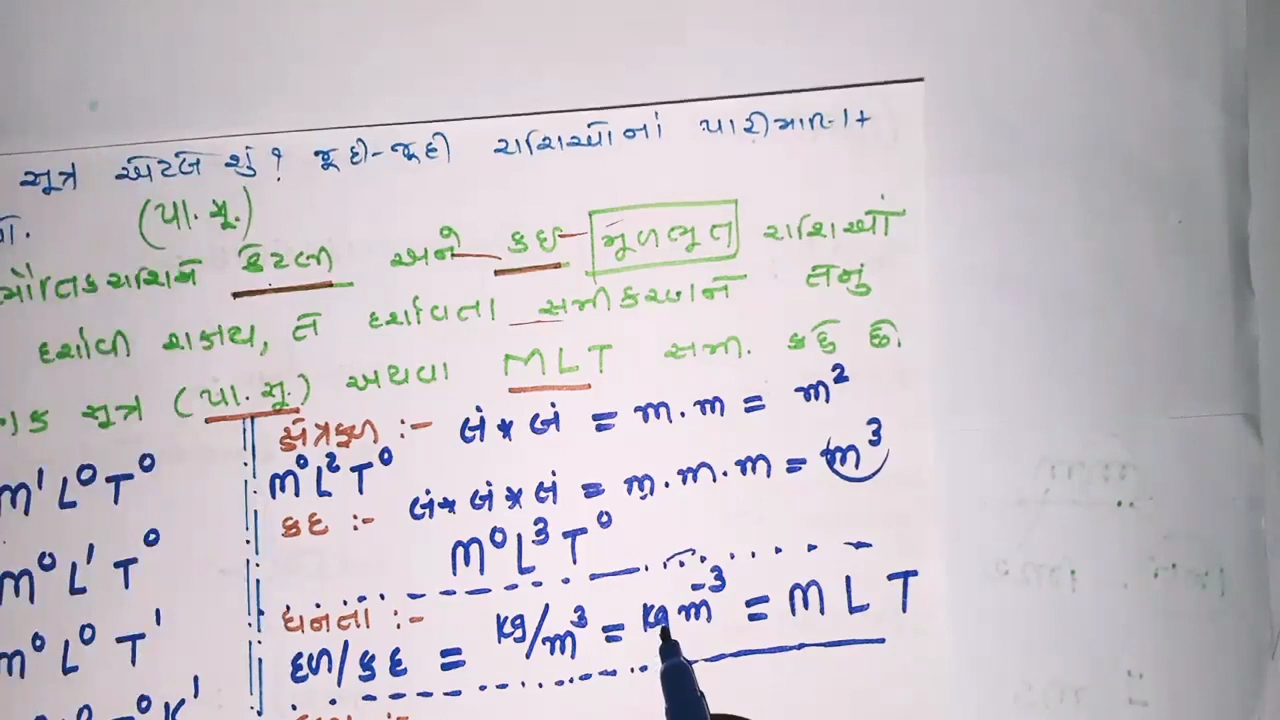 સૂત્ર એટલે શું? જૂદી-જૂદી રાશિઓનાં પારીમાણ
(પા. સૂ.)
ભૌતિકરાશિને કેટલી અને કઇ મૂળભૂત રાશિઓ
દર્શાવી શકાય, તે દર્શાવતા સમીકરણને તેનું
ક સૂત્ર (પા. સૂ.) અથવા MLT સમી. કહે છે.
ક્ષેત્રફળ :- લં * લં = m . m = m²
M⁰L²T⁰
M¹L⁰T⁰
કદ :- લં * લં * લં = m . m . m = m³
M⁰L³T⁰
M⁰L¹T⁰
ઘનતા :-
દળ/કદ = kg/m³ = kg m⁻³ = M L T
M⁰L⁰T¹
K¹